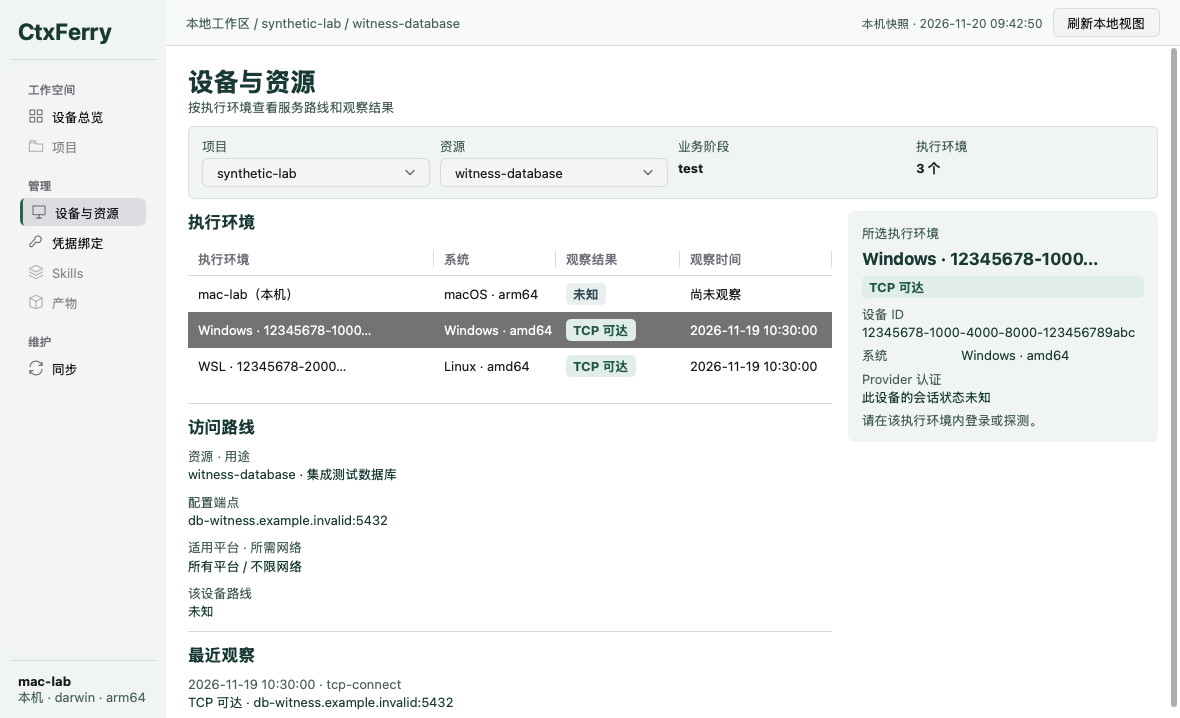 CtxFerry
本地工作区 / synthetic-lab / witness-database
本机快照 · 2026-11-20 09:42:50
刷新本地视图
工作空间
设备总览
项目
管理
设备与资源
凭据绑定
Skills
产物
维护
同步
mac-lab
本机 · darwin · arm64
设备与资源
按执行环境查看服务路线和观察结果
项目 资源 业务阶段 执行环境
synthetic-lab witness-database test 3 个
执行环境
执行环境 系统 观察结果 观察时间
mac-lab（本机） macOS · arm64 未知 尚未观察
Windows · 12345678-1000... Windows · amd64 TCP 可达 2026-11-19 10:30:00
WSL · 12345678-2000... Linux · amd64 TCP 可达 2026-11-19 10:30:00
访问路线
资源 · 用途
witness-database · 集成测试数据库
配置端点
db-witness.example.invalid:5432
适用平台 · 所需网络
所有平台 / 不限网络
该设备路线
未知
最近观察
2026-11-19 10:30:00 · tcp-connect
TCP 可达 · db-witness.example.invalid:5432
所选执行环境
Windows · 12345678-1000...
TCP 可达
设备 ID
12345678-1000-4000-8000-123456789abc
系统 Windows · amd64
Provider 认证
此设备的会话状态未知
请在该执行环境内登录或探测。